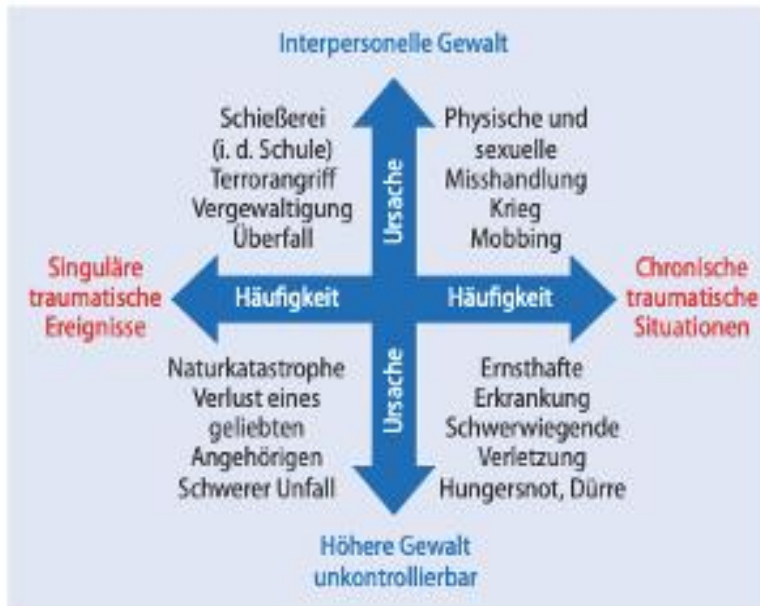 Interpersonelle Gewalt
Schießerei
(i. d. Schule)
Terrorangriff
Vergewaltigung
Überfall
Ursache
Physische und
sexuelle
Misshandlung
Krieg
Mobbing
Singuläre
traumatische
Ereignisse
Häufigkeit
Häufigkeit
Chronische
traumatische
Situationen
Naturkatastrophe
Verlust eines
geliebten
Angehörigen
Schwerer Unfall
Ursache
Ernsthafte
Erkrankung
Schwerwiegende
Verletzung
Hungersnot, Dürre
Höhere Gewalt
unkontrollierbar